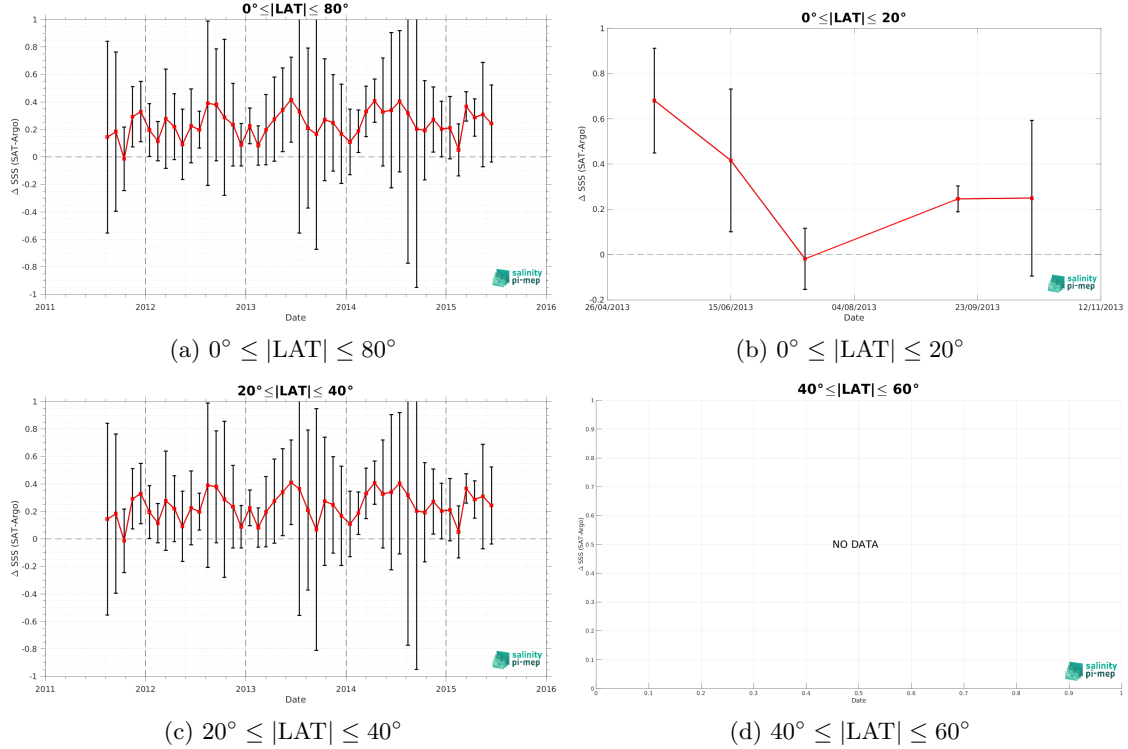 0°≤|LAT|≤ 80°
1
0.8
0.6
0.4
0.2
0
-0.2
-0.4
-0.6
-0.8
-1
Δ SSS (SAT-Argo)
2011
2012
2013
2014
2015
2016
Date
salinity
pi-mep
(a) 0° ≤ |LAT| ≤ 80°
0°≤|LAT|≤ 20°
1
0.8
0.6
0.4
0.2
0
-0.2
Δ SSS (SAT-Argo)
26/04/2013
15/06/2013
04/08/2013
23/09/2013
12/11/2013
Date
salinity
pi-mep
(b) 0° ≤ |LAT| ≤ 20°
20°≤|LAT|≤ 40°
1
0.8
0.6
0.4
0.2
0
-0.2
-0.4
-0.6
-0.8
-1
Δ SSS (SAT-Argo)
2011
2012
2013
2014
2015
2016
Date
salinity
pi-mep
(c) 20° ≤ |LAT| ≤ 40°
40°≤|LAT|≤ 60°
1
0.9
0.8
0.7
0.6
0.5
0.4
0.3
0.2
0.1
0
Δ SSS (SAT-Argo)
NO DATA
0
0.1
0.2
0.3
0.4
0.5
0.6
0.7
0.8
0.9
1
Date
salinity
pi-mep
(d) 40° ≤ |LAT| ≤ 60°